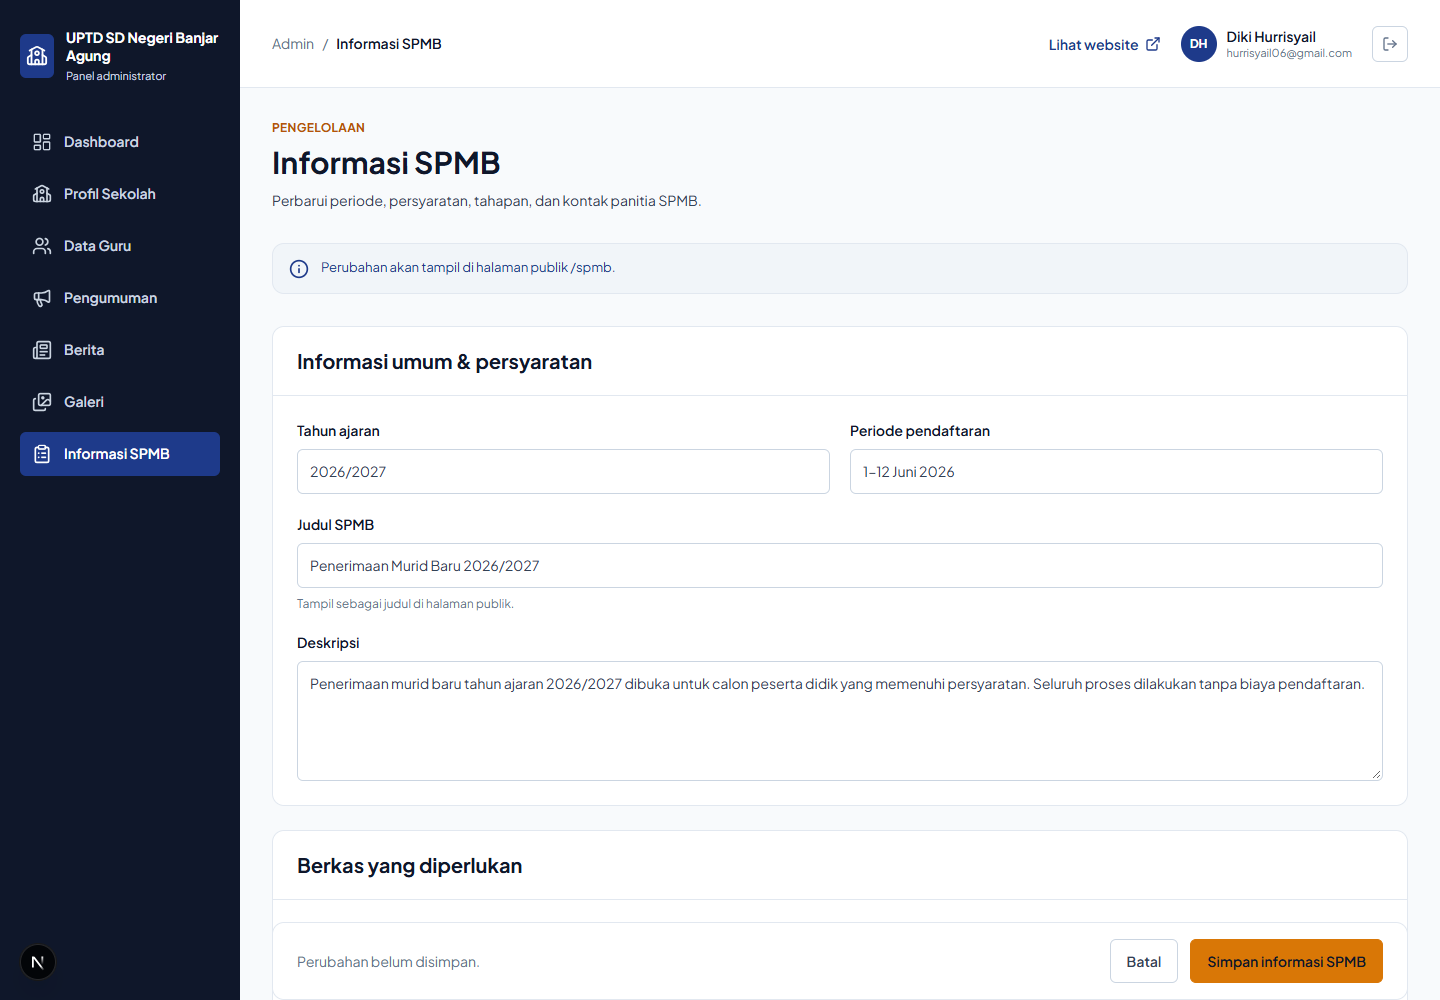 UPTD SD Negeri Banjar
Agung
Panel administrator
Dashboard
Profil Sekolah
Data Guru
Pengumuman
Berita
Galeri
Informasi SPMB
N
Admin / Informasi SPMB
Lihat website
DH
Diki Hurrisyail
hurrisyail06@gmail.com
PENGELOLAAN
Informasi SPMB
Perbarui periode, persyaratan, tahapan, dan kontak panitia SPMB.
Perubahan akan tampil di halaman publik /spmb.
Informasi umum & persyaratan
Tahun ajaran
2026/2027
Periode pendaftaran
1–12 Juni 2026
Judul SPMB
Penerimaan Murid Baru 2026/2027
Tampil sebagai judul di halaman publik.
Deskripsi
Penerimaan murid baru tahun ajaran 2026/2027 dibuka untuk calon peserta didik yang memenuhi persyaratan. Seluruh proses dilakukan tanpa biaya pendaftaran.
Berkas yang diperlukan
Perubahan belum disimpan.
Batal
Simpan informasi SPMB